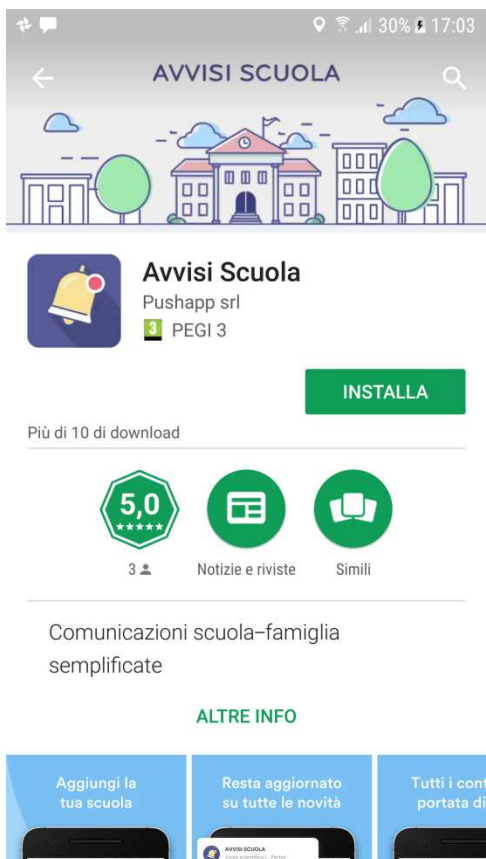 30% 17:03
AVVISI SCUOLA
Avvisi Scuola
Pushapp srl
3 PEGI 3
INSTALLA
Più di 10 di download
5,0
3
Notizie e riviste
Simili
Comunicazioni scuola–famiglia
semplificate
ALTRE INFO
Aggiungi la
tua scuola
Resta aggiornato
su tutte le novità
Tutti i cont
portata di
AVVISI SCUOLA